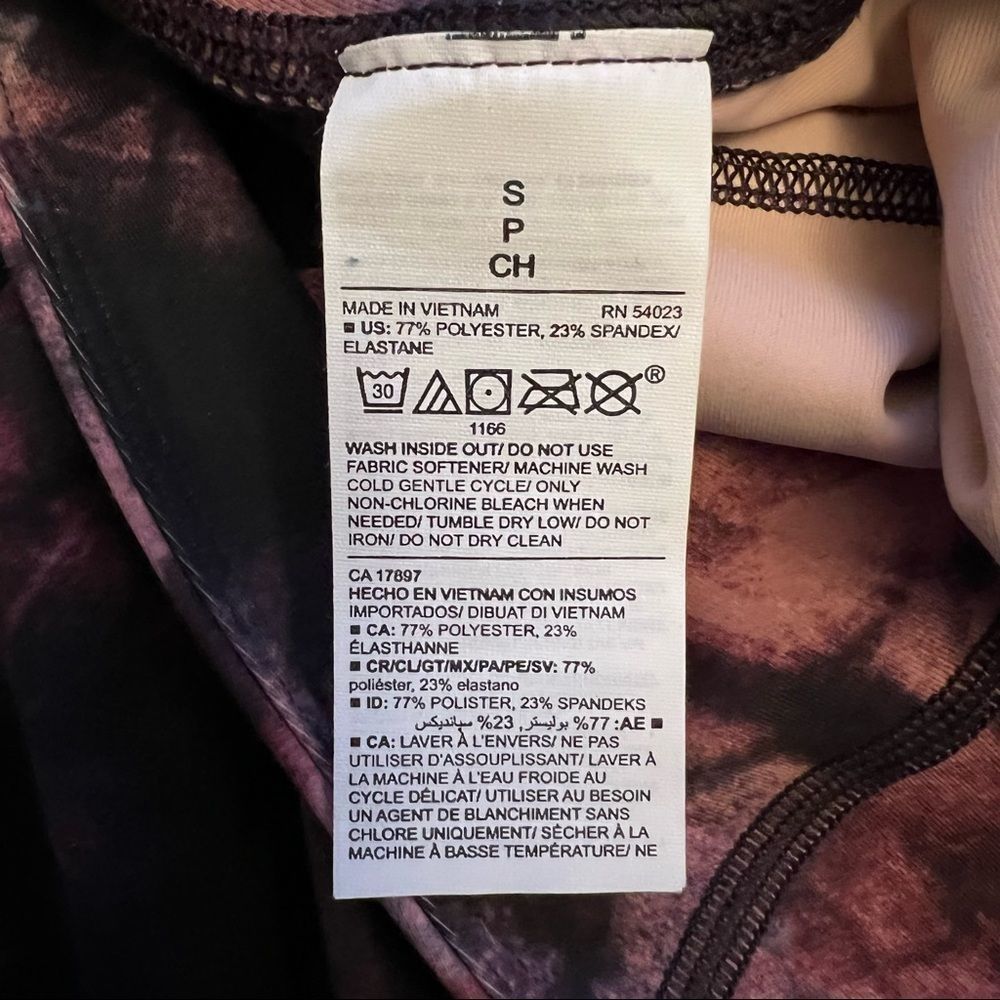 S
P
CH
MADE IN VIETNAM RN 54023
■ US: 77% POLYESTER, 23% SPANDEX/
ELASTANE
30 ®
1166
WASH INSIDE OUT/ DO NOT USE
FABRIC SOFTENER/ MACHINE WASH
COLD GENTLE CYCLE/ ONLY
NON-CHLORINE BLEACH WHEN
NEEDED/ TUMBLE DRY LOW/ DO NOT
IRON/ DO NOT DRY CLEAN
CA 17897
HECHO EN VIETNAM CON INSUMOS
IMPORTADOS/ DIBUAT DI VIETNAM
■ CA: 77% POLYESTER, 23%
ÉLASTHANNE
■ CR/CL/GT/MX/PA/PE/SV: 77%
poliéster, 23% elastano
■ ID: 77% POLISTER, 23% SPANDEKS
■ AE: 77% بوليستر, 23% سباندیکس
■ CA: LAVER À L'ENVERS/ NE PAS
UTILISER D'ASSOUPLISSANT/ LAVER À
LA MACHINE À L'EAU FROIDE AU
CYCLE DÉLICAT/ UTILISER AU BESOIN
UN AGENT DE BLANCHIMENT SANS
CHLORE UNIQUEMENT/ SÉCHER À LA
MACHINE À BASSE TEMPÉRATURE/ NE